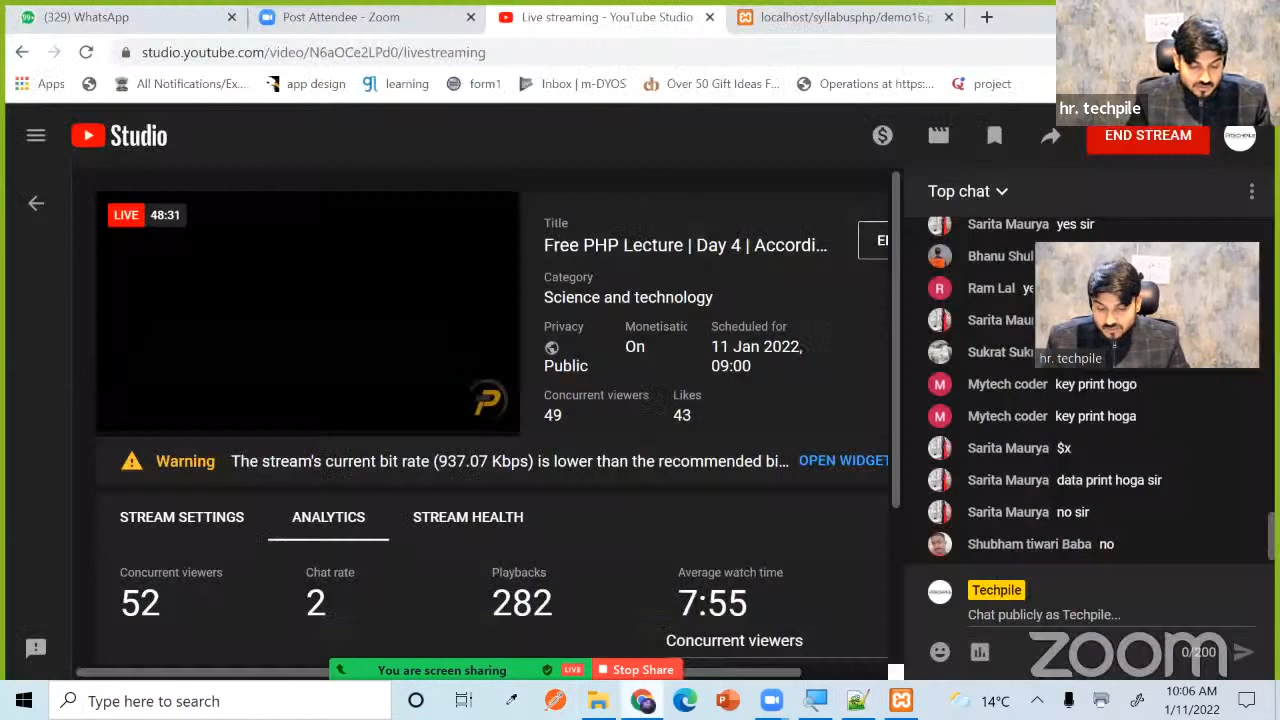 99+
(329) WhatsApp
Post Attendee - Zoom
Live streaming - YouTube Studio
localhost/syllabusphp/demo16.p
studio.youtube.com/video/N6aOCe2LPd0/livestreaming
Apps
All Notifications/Ex...
app design
learning
form1
Inbox | m-DYOS
Over 50 Gift Ideas F...
Operations at https:...
project
hr. techpile
Studio
END STREAM
LIVE 48:31
Title
Free PHP Lecture | Day 4 | Accordi...
Category
Science and technology
Privacy
Public
Monetisatic
On
Scheduled for
11 Jan 2022,
09:00
Concurrent viewers
49
Likes
43
Warning The stream's current bit rate (937.07 Kbps) is lower than the recommended bi... OPEN WIDGET
STREAM SETTINGS
ANALYTICS
STREAM HEALTH
Concurrent viewers
52
Chat rate
2
Playbacks
282
Average watch time
7:55
Concurrent viewers
Top chat
Sarita Maurya yes sir
Bhanu Shul
Ram Lal ye
Sarita Mau
Sukrat Suk
hr. techpile
Mytech coder key print hogo
Mytech coder key print hoga
Sarita Maurya $x
Sarita Maurya data print hoga sir
Sarita Maurya no sir
Shubham tiwari Baba no
Techpile
Chat publicly as Techpile...
0/200
zoom
You are screen sharing
LIVE
Stop Share
Type here to search
14°C
10:06 AM
1/11/2022